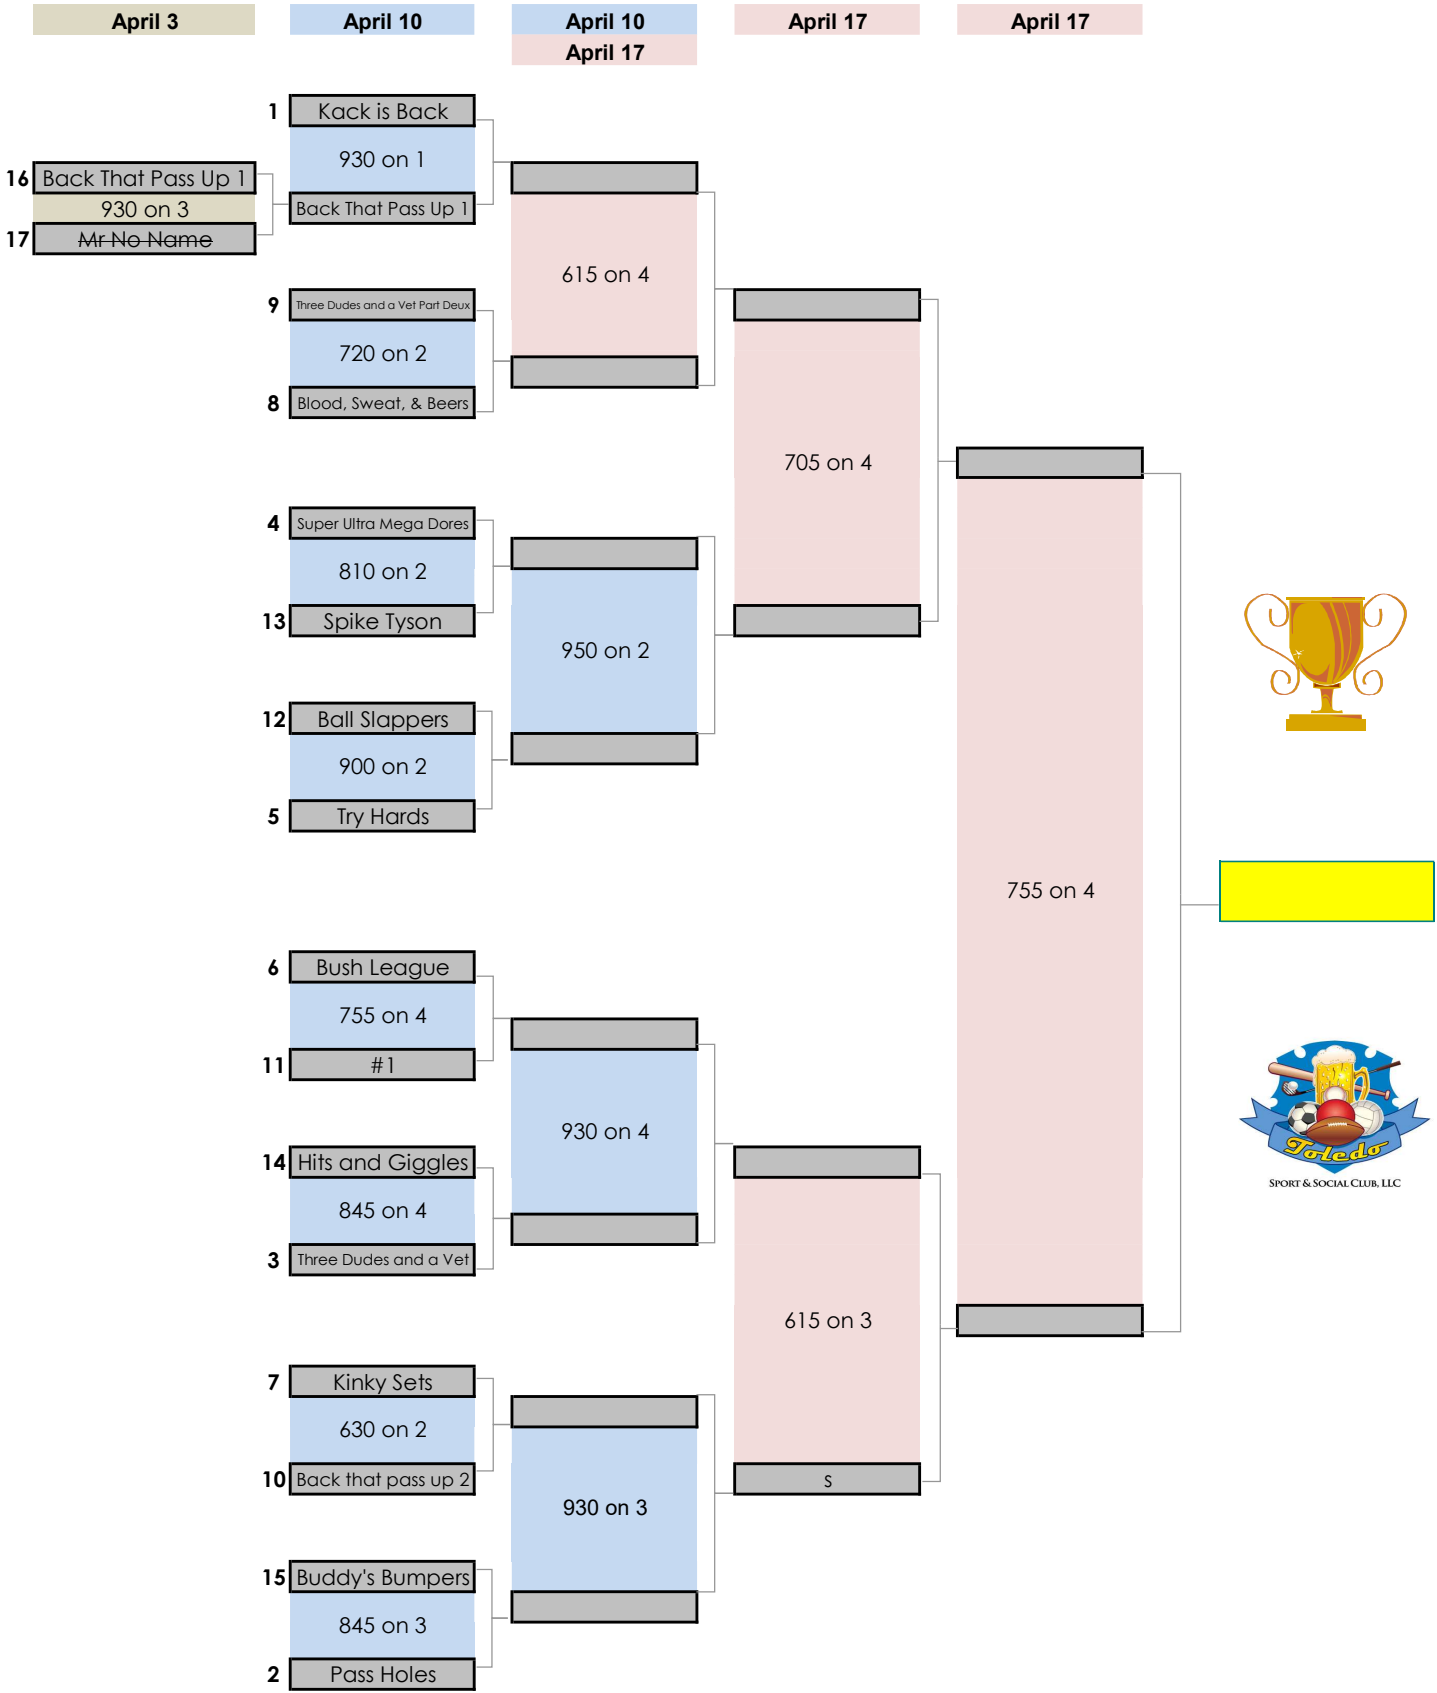 April 3
April 10
April 10
April 17
April 17
April 17
1 Kack is Back
930 on 1
Back That Pass Up 1
16 Back That Pass Up 1
930 on 3
17 Mr No Name
615 on 4
9 Three Dudes and a Vet Part Deux
720 on 2
8 Blood, Sweat, & Beers
705 on 4
4 Super Ultra Mega Dores
810 on 2
13 Spike Tyson
950 on 2
12 Ball Slappers
900 on 2
5 Try Hards
755 on 4
6 Bush League
755 on 4
11 #1
930 on 4
14 Hits and Giggles
845 on 4
3 Three Dudes and a Vet
Toledo
SPORT & SOCIAL CLUB, LLC
615 on 3
7 Kinky Sets
630 on 2
10 Back that pass up 2
s
930 on 3
15 Buddy's Bumpers
845 on 3
2 Pass Holes